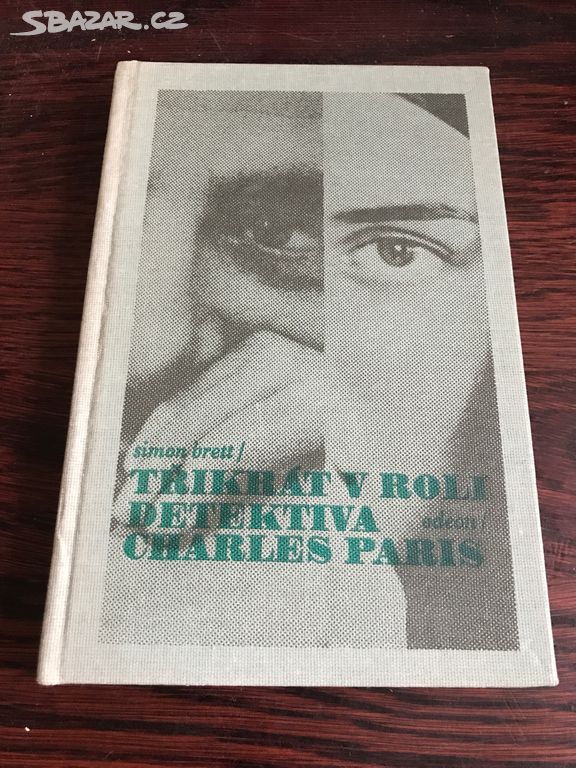 SBAZAR.CZ
simon brett /
TŘIKRÁT V ROLI
DETEKTIVA odeon /
CHARLES PARIS